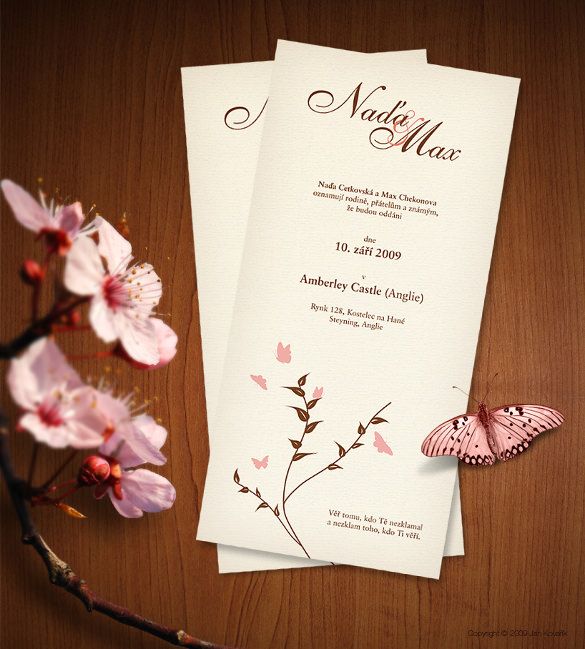 N
Naďa
&
Max
Naďa Cetkovská a Max Chekonova
oznamují rodině, přátelům a známým,
že budou oddáni
dne
10. září 2009
v
Amberley Castle (Anglie)
Rynk 128, Kostelec na Hané
Steyning, Anglie
Věř tomu, kdo Tě nezklamal
a nezklam toho, kdo Ti věří.
Copyright © 2009 Jan Kovařík